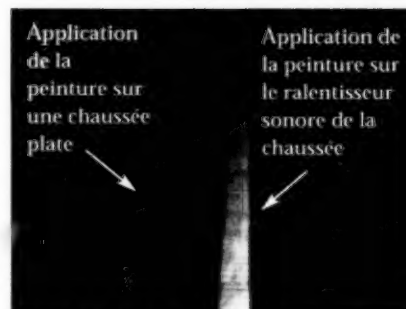 Application
de la
peinture sur
une chaussée
plate
Application de
la peinture sur
le ralentisseur
sonore de la
chaussée